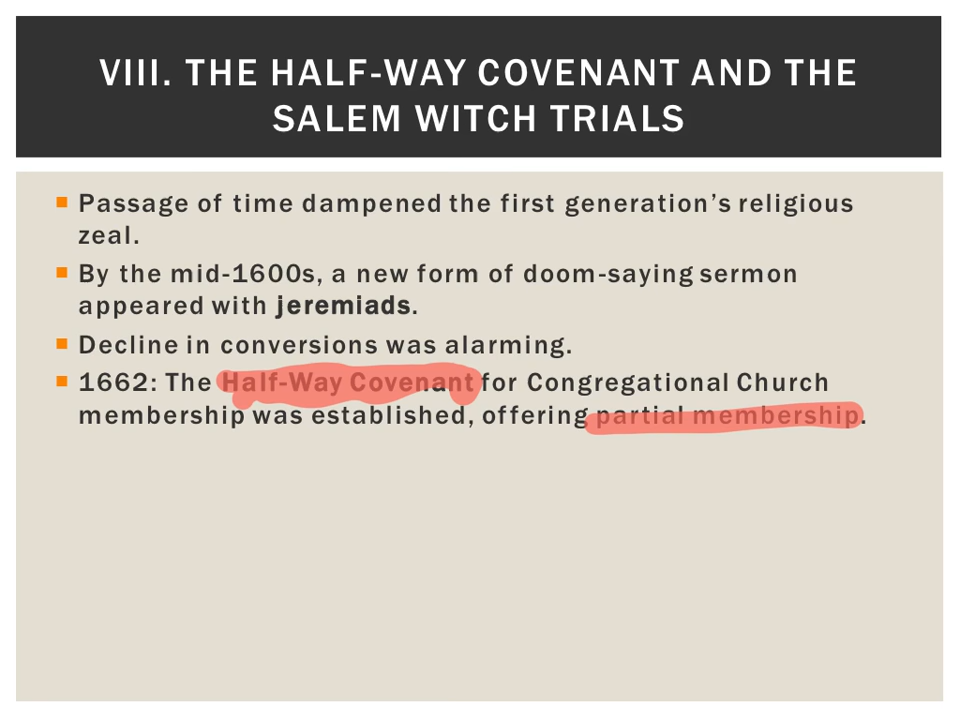 VIII. THE HALF-WAY COVENANT AND THE
SALEM WITCH TRIALS
Passage of time dampened the first generation's religious
zeal.
By the mid-1600s, a new form of doom-saying sermon
appeared with jeremiads.
Decline in conversions was alarming.
1662: The Half-Way Covenant for Congregational Church
membership was established, offering partial membership.